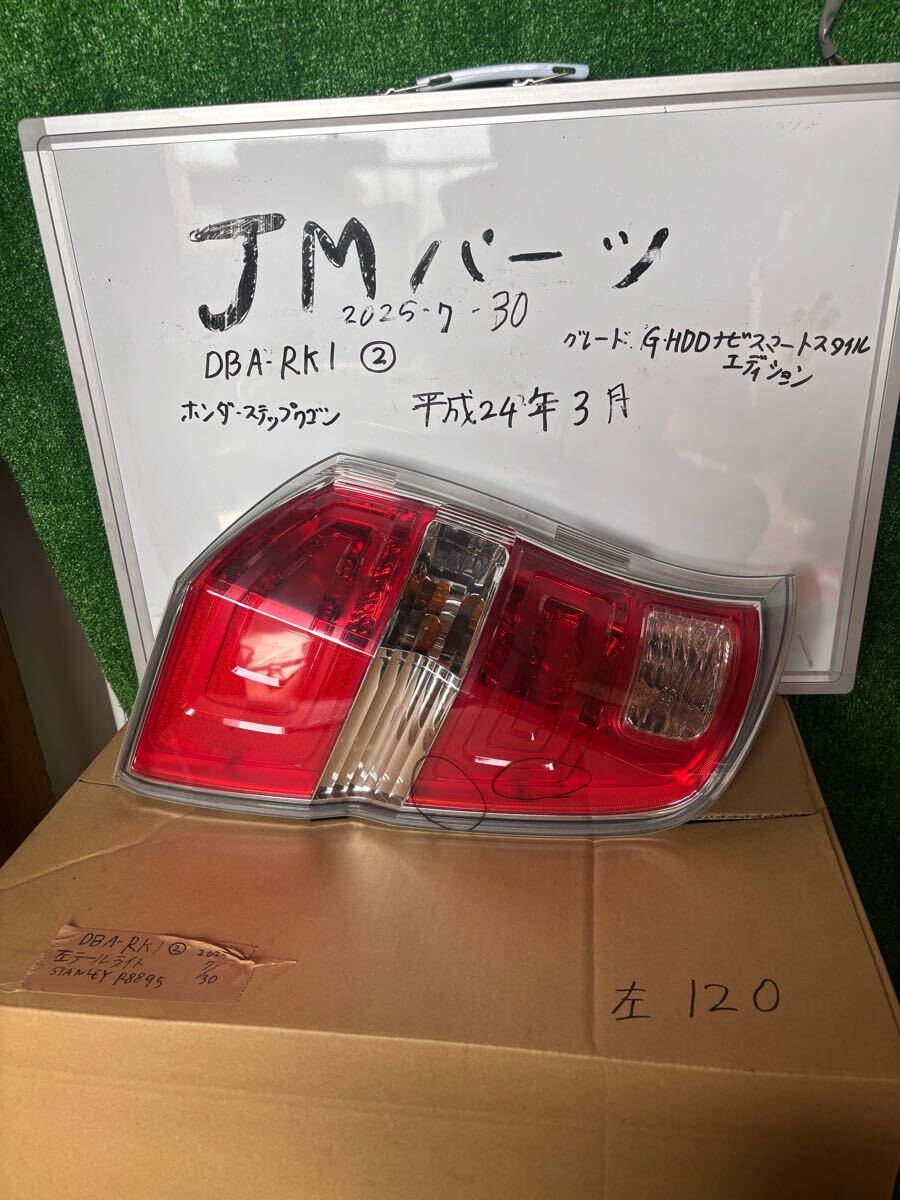 JMパーツ
2025-7-30
DBA-RK1 ②
グレード G・HDDナビスマートスタイル
エディション
ホンダ-ステップワゴン
平成24年3月
DBA-RK1 ② 2025
左テールライト 7
STANLEY P8895 /30
左 120